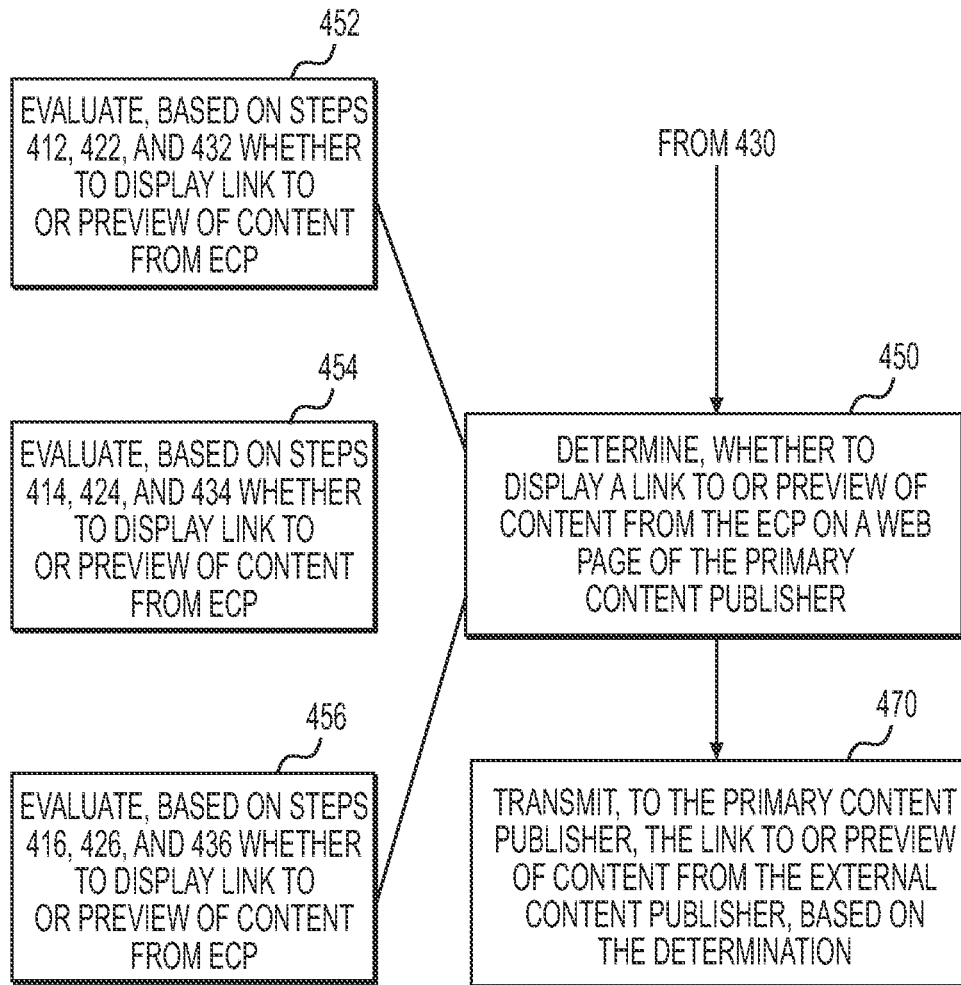 452
EVALUATE, BASED ON STEPS
412, 422, AND 432 WHETHER
TO DISPLAY LINK TO
OR PREVIEW OF CONTENT
FROM ECP
454
EVALUATE, BASED ON STEPS
414, 424, AND 434 WHETHER
TO DISPLAY LINK TO
OR PREVIEW OF CONTENT
FROM ECP
456
EVALUATE, BASED ON STEPS
416, 426, AND 436 WHETHER
TO DISPLAY LINK TO
OR PREVIEW OF CONTENT
FROM ECP
FROM 430
450
DETERMINE, WHETHER TO
DISPLAY A LINK TO OR PREVIEW OF
CONTENT FROM THE ECP ON A WEB
PAGE OF THE PRIMARY
CONTENT PUBLISHER
470
TRANSMIT, TO THE PRIMARY CONTENT
PUBLISHER, THE LINK TO OR PREVIEW
OF CONTENT FROM THE EXTERNAL
CONTENT PUBLISHER, BASED ON
THE DETERMINATION